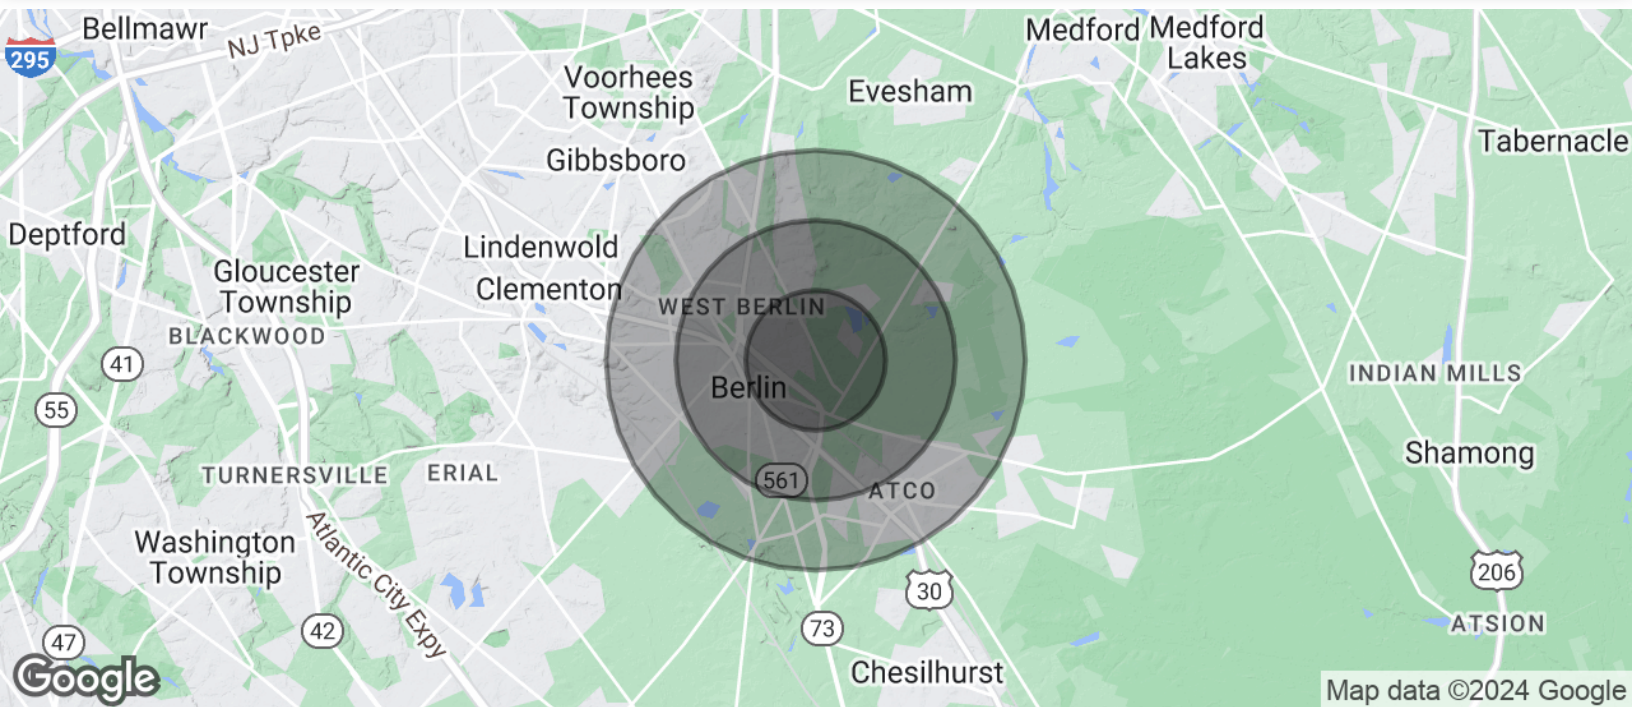 Bellmawr
NJ Tpke
Medford
Medford
Lakes
295
Voorhees
Township
Evesham
Tabernacle
Gibbsboro
Deptford
Lindenwold
Gloucester
Township
Clementon
WEST BERLIN
BLACKWOOD
41
INDIAN MILLS
Berlin
55
Shamong
TURNERSVILLE
ERIAL
561
ATCO
Atlantic City Expy
Washington
Township
206
30
ATSION
47
42
73
Chesilhurst
Google
Map data ©2024 Google